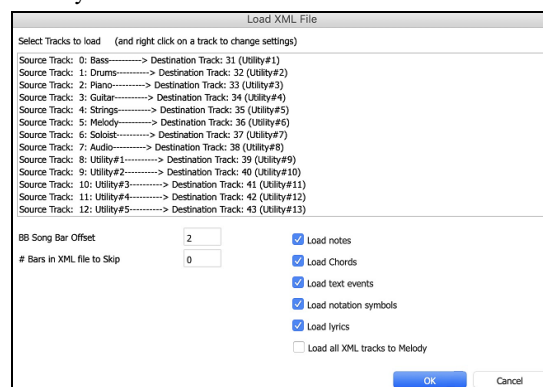 Load XML File
Select Tracks to load (and right click on a track to change settings)
Source Track: 0: Bass----------> Destination Track: 31 (Utility#1)
Source Track: 1: Drums----------> Destination Track: 32 (Utility#2)
Source Track: 2: Piano----------> Destination Track: 33 (Utility#3)
Source Track: 3: Guitar----------> Destination Track: 34 (Utility#4)
Source Track: 4: Strings----------> Destination Track: 35 (Utility#5)
Source Track: 5: Melody----------> Destination Track: 36 (Utility#6)
Source Track: 6: Soloist----------> Destination Track: 37 (Utility#7)
Source Track: 7: Audio----------> Destination Track: 38 (Utility#8)
Source Track: 8: Utility#1----------> Destination Track: 39 (Utility#9)
Source Track: 9: Utility#2----------> Destination Track: 40 (Utility#10)
Source Track: 10: Utility#3----------> Destination Track: 41 (Utility#11)
Source Track: 11: Utility#4----------> Destination Track: 42 (Utility#12)
Source Track: 12: Utility#5----------> Destination Track: 43 (Utility#13)
BB Song Bar Offset 2
# Bars in XML file to Skip 0
Load notes
Load Chords
Load text events
Load notation symbols
Load lyrics
Load all XML tracks to Melody
OK Cancel